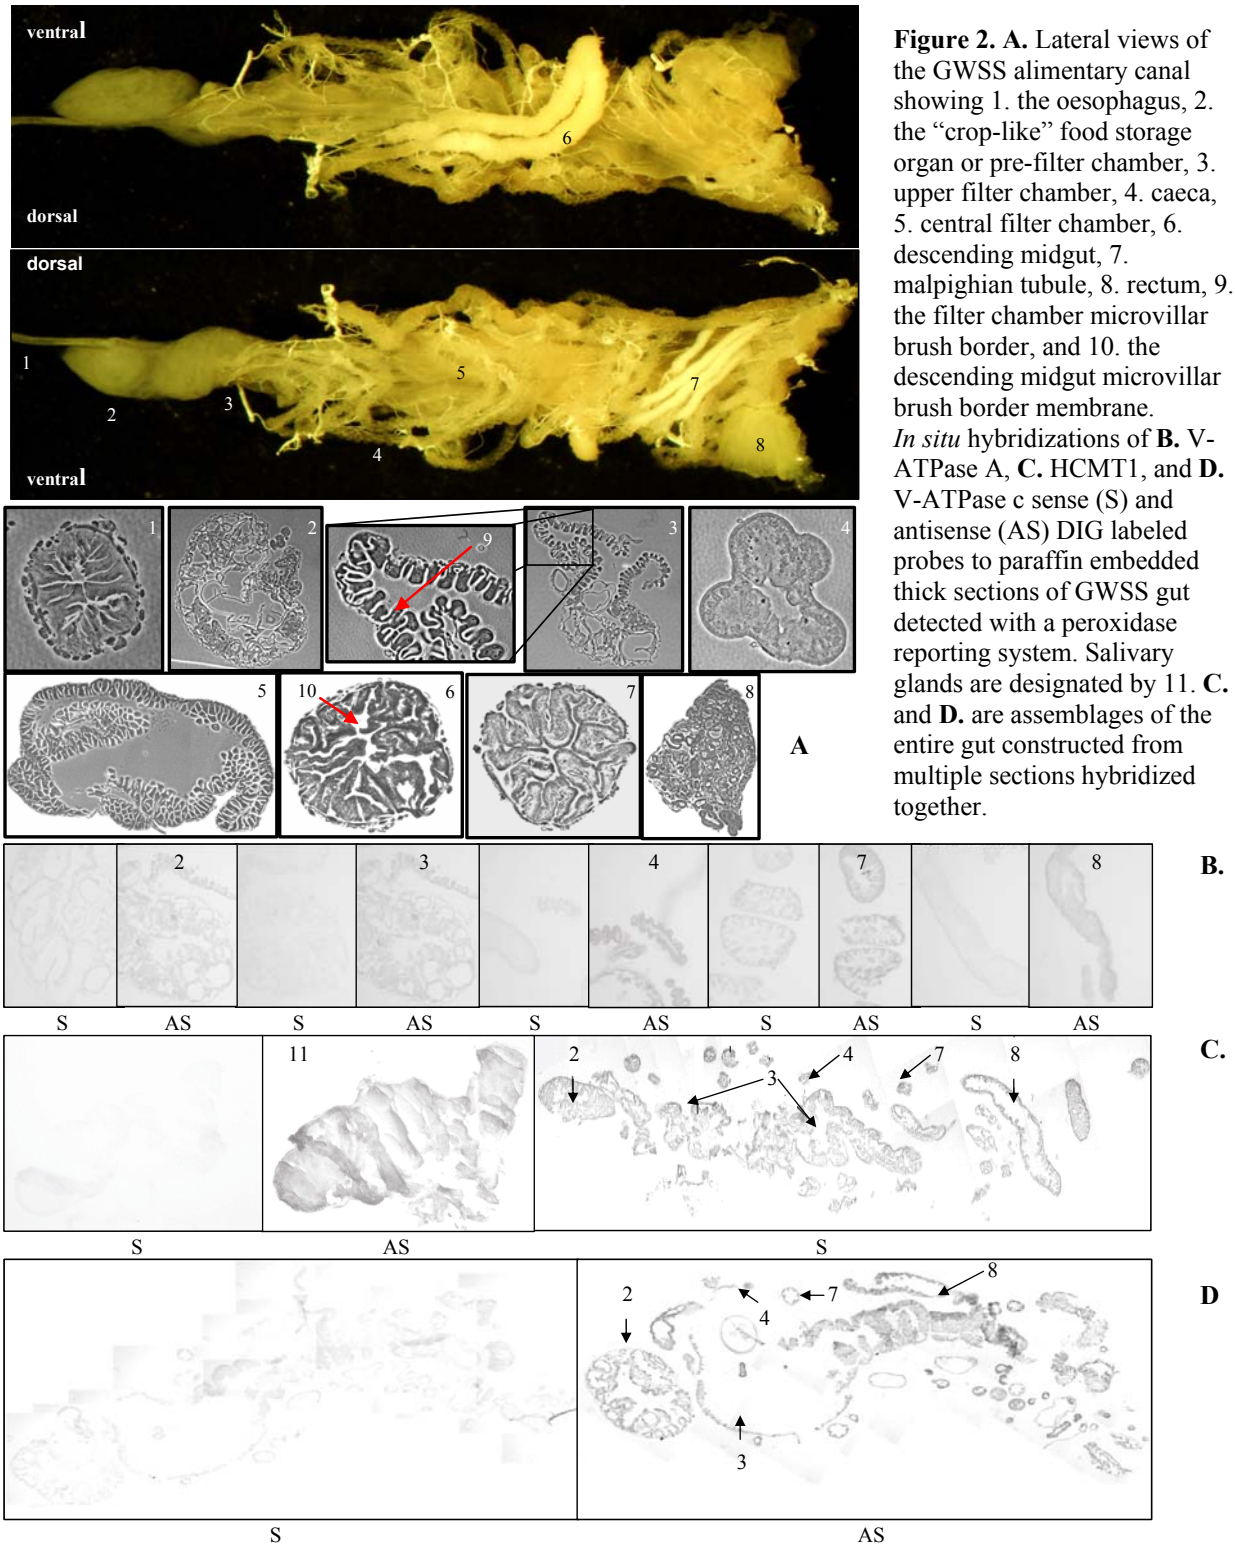 ventral
dorsal
6
dorsal
ventral
1
2
3
4
5
7
8
Figure 2. A. Lateral views of
the GWSS alimentary canal
showing 1. the oesophagus, 2.
the “crop-like” food storage
organ or pre-filter chamber, 3.
upper filter chamber, 4. caeca,
5. central filter chamber, 6.
descending midgut, 7.
malpighian tubule, 8. rectum, 9.
the filter chamber microvillar
brush border, and 10. the
descending midgut microvillar
brush border membrane.
In situ hybridizations of B. V-
ATPase A, C. HCMT1, and D.
V-ATPase c sense (S) and
antisense (AS) DIG labeled
probes to paraffin embedded
thick sections of GWSS gut
detected with a peroxidase
reporting system. Salivary
glands are designated by 11. C.
and D. are assemblages of the
entire gut constructed from
multiple sections hybridized
together.
1 2 9 3 4
5 10 6 7 8 A
2 3 4 7 8 B.
S AS S AS S AS S AS S AS
11 2 3 4 7 8 C.
S AS S
2 4 7 8 3 D
S AS